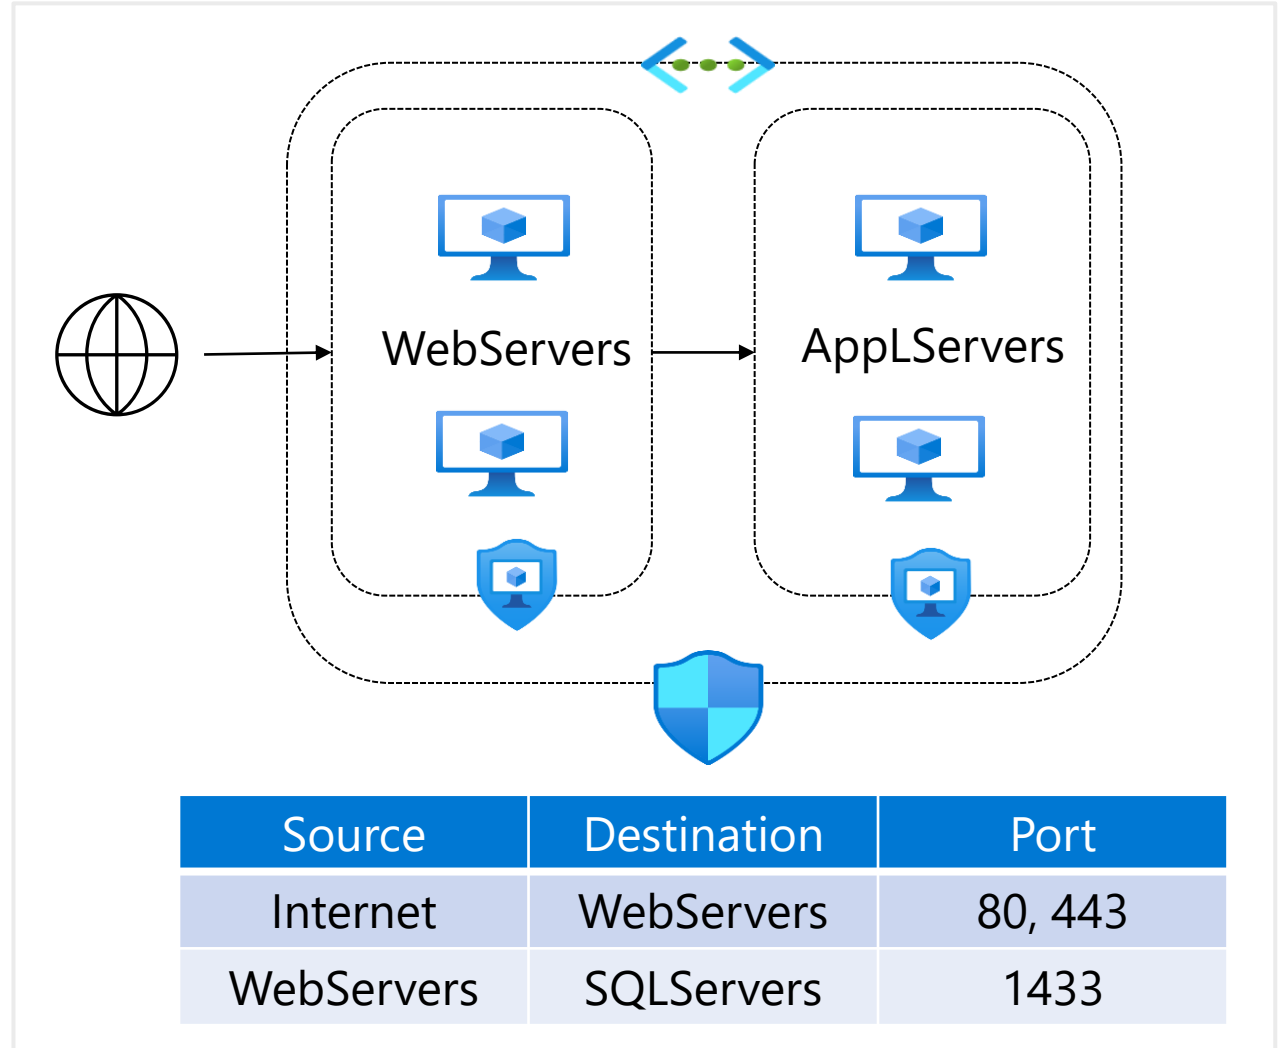 WebServers
AppLServers
Source Destination Port
Internet WebServers 80, 443
WebServers SQLServers 1433